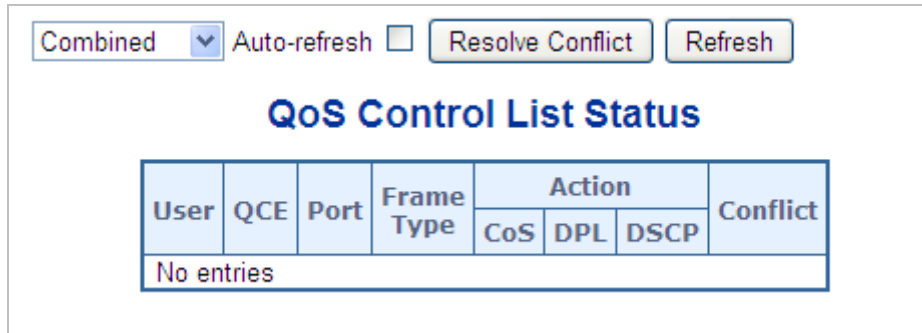 Combined Auto-refresh Resolve Conflict Refresh
QoS Control List Status
User QCE Port Frame Type Action Conflict
CoS DPL DSCP
No entries